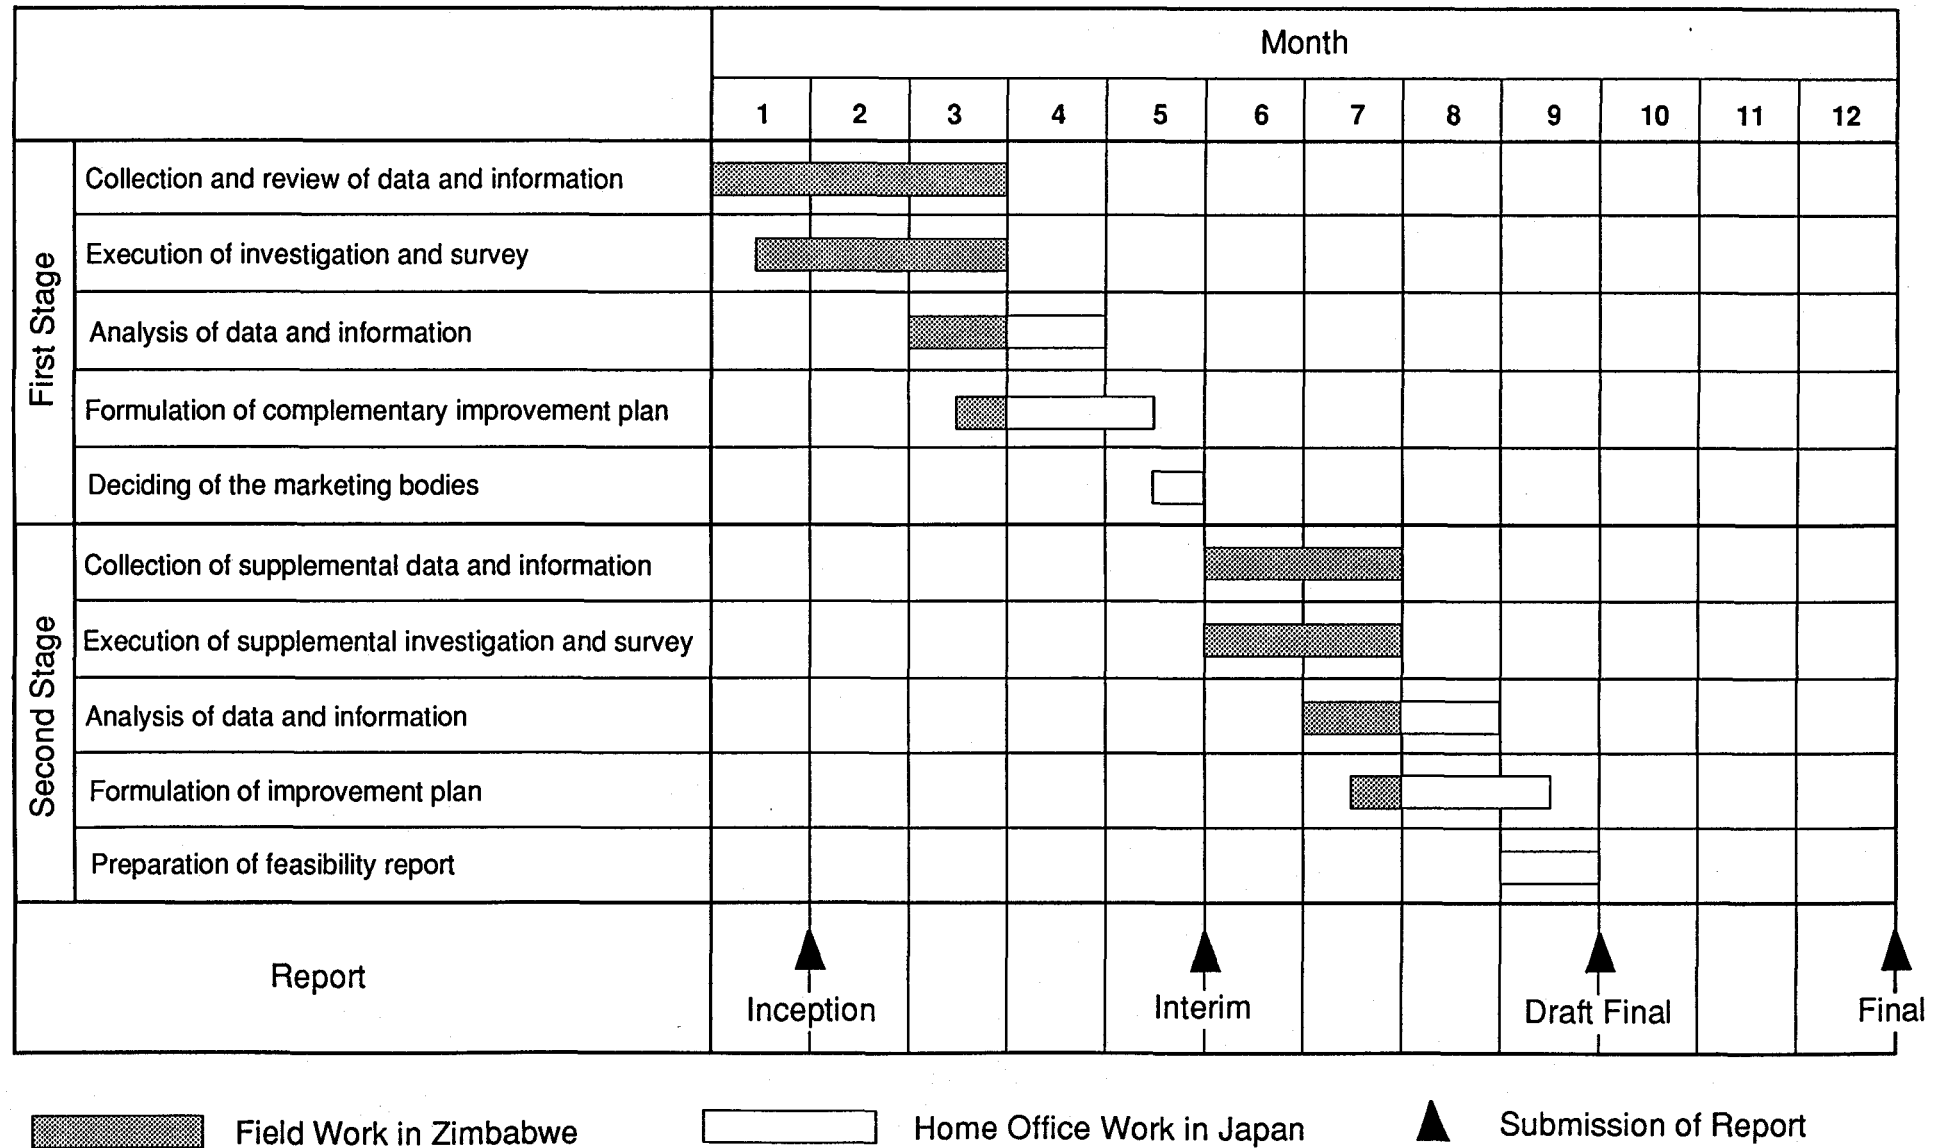 Month
1 2 3 4 5 6 7 8 9 10 11 12
First Stage
Collection and review of data and information
Execution of investigation and survey
Analysis of data and information
Formulation of complementary improvement plan
Deciding of the marketing bodies
Second Stage
Collection of supplemental data and information
Execution of supplemental investigation and survey
Analysis of data and information
Formulation of improvement plan
Preparation of feasibility report
Report
Inception Interim Draft Final Final
Field Work in Zimbabwe Home Office Work in Japan Submission of Report